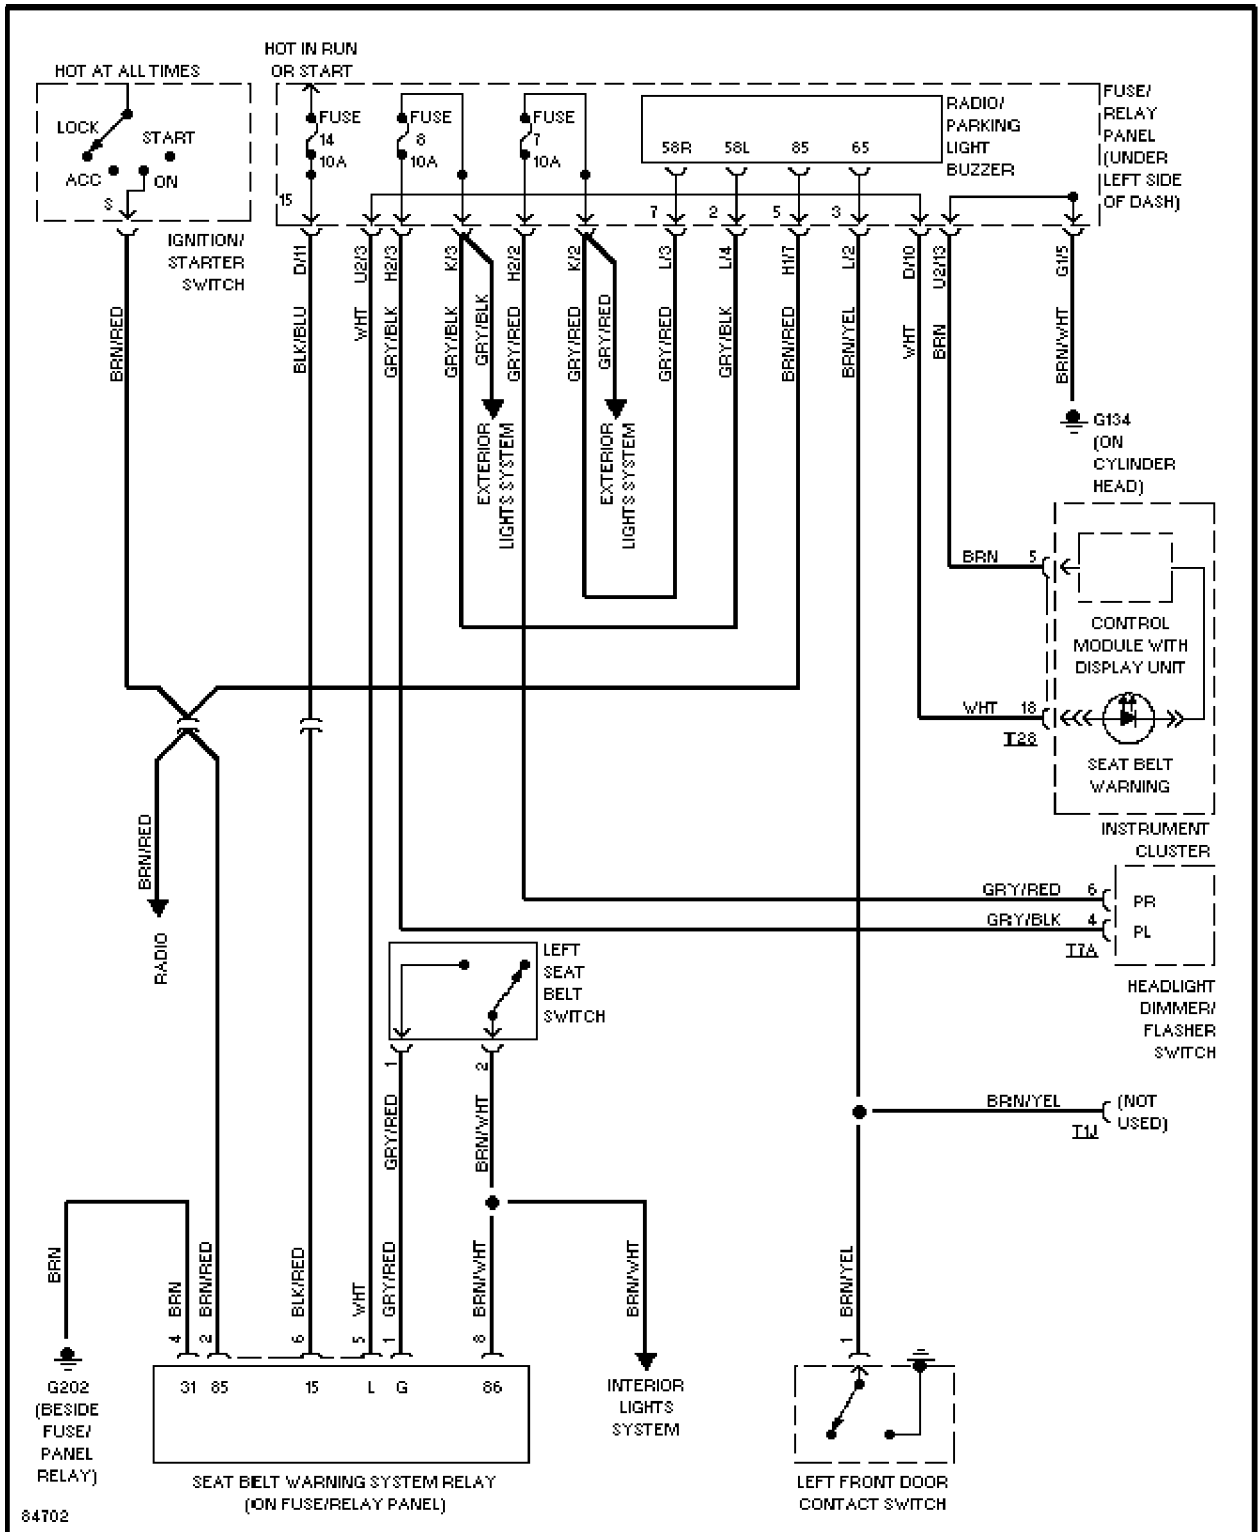 HOT AT ALL TIMES
LOCK
START
ACC
ON
S
IGNITION/
STARTER
SWITCH
HOT IN RUN
OR START
FUSE
14
10A
FUSE
8
10A
FUSE
7
10A
RADIO/
PARKING
LIGHT
BUZZER
58R
58L
85
65
FUSE/
RELAY
PANEL
(UNDER
LEFT SIDE
OF DASH)
15
7
2
5
3
D/11
U2/3
H2/3
K/3
H2/2
K/2
L/3
L/4
H1/7
L/2
D/10
U2/13
G1/5
BRN/RED
BLK/BLU
WHT
GRY/BLK
GRY/BLK
GRY/BLK
GRY/RED
GRY/RED
GRY/RED
GRY/RED
GRY/BLK
BRN/RED
BRN/YEL
WHT
BRN
BRN/WHT
EXTERIOR
LIGHTS SYSTEM
EXTERIOR
LIGHTS SYSTEM
G134
(ON
CYLINDER
HEAD)
BRN 5
CONTROL
MODULE WITH
DISPLAY UNIT
WHT 18
T28
SEAT BELT
WARNING
INSTRUMENT
CLUSTER
BRN/RED
RADIO
GRY/RED 6
PR
GRY/BLK 4
PL
T7A
HEADLIGHT
DIMMER/
FLASHER
SWITCH
LEFT
SEAT
BELT
SWITCH
1
2
GRY/RED
BRN/WHT
BRN/YEL
(NOT
USED)
T1J
BRN
BRN
BRN/RED
BLK/RED
WHT
GRY/RED
BRN/WHT
BRN/WHT
BRN/YEL
4
2
6
5
1
8
1
31
85
15
L
G
86
G202
(BESIDE
FUSE/
PANEL
RELAY)
INTERIOR
LIGHTS
SYSTEM
SEAT BELT WARNING SYSTEM RELAY
(ON FUSE/RELAY PANEL)
LEFT FRONT DOOR
CONTACT SWITCH
84702